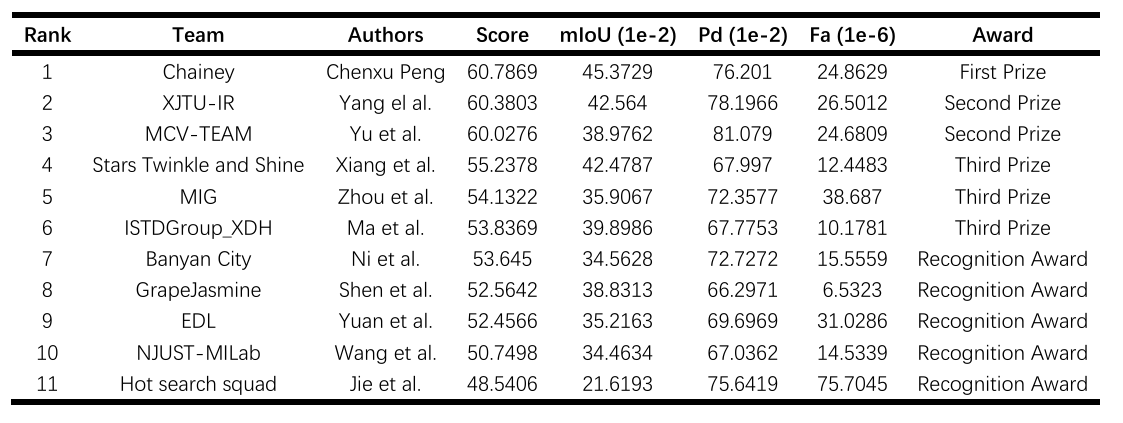 Rank Team Authors Score mIoU (1e-2) Pd (1e-2) Fa (1e-6) Award
1 Chainey Chenxu Peng 60.7869 45.3729 76.201 24.8629 First Prize
2 XJTU-IR Yang el al. 60.3803 42.564 78.1966 26.5012 Second Prize
3 MCV-TEAM Yu et al. 60.0276 38.9762 81.079 24.6809 Second Prize
4 Stars Twinkle and Shine Xiang et al. 55.2378 42.4787 67.997 12.4483 Third Prize
5 MIG Zhou et al. 54.1322 35.9067 72.3577 38.687 Third Prize
6 ISTDGroup_XDH Ma et al. 53.8369 39.8986 67.7753 10.1781 Third Prize
7 Banyan City Ni et al. 53.645 34.5628 72.7272 15.5559 Recognition Award
8 GrapeJasmine Shen et al. 52.5642 38.8313 66.2971 6.5323 Recognition Award
9 EDL Yuan et al. 52.4566 35.2163 69.6969 31.0286 Recognition Award
10 NJUST-MILab Wang et al. 50.7498 34.4634 67.0362 14.5339 Recognition Award
11 Hot search squad Jie et al. 48.5406 21.6193 75.6419 75.7045 Recognition Award